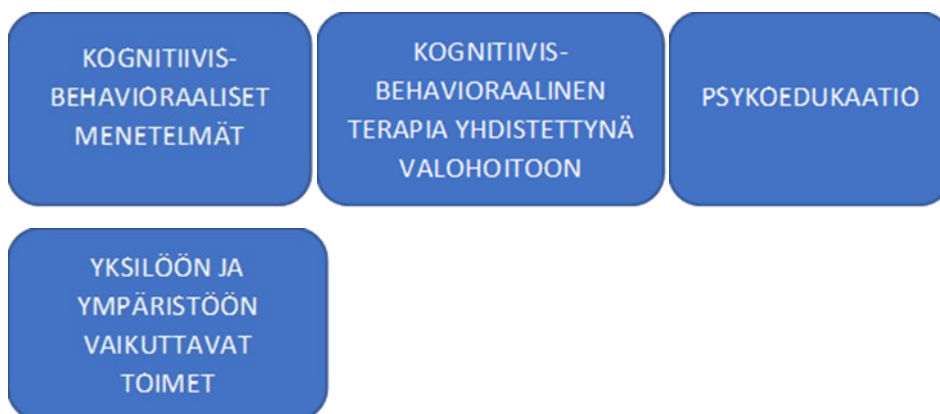 KOGNITIIVIS-
BEHAVIORAALISET
MENETELMÄT
KOGNITIIVIS-
BEHAVIORAALINEN
TERAPIA YHDISTETTYNÄ
VALOHOITOON
PSYKOEDUKAATIO
YKSILÖÖN JA
YMPÄRISTÖÖN
VAIKUTTAVAT
TOIMET